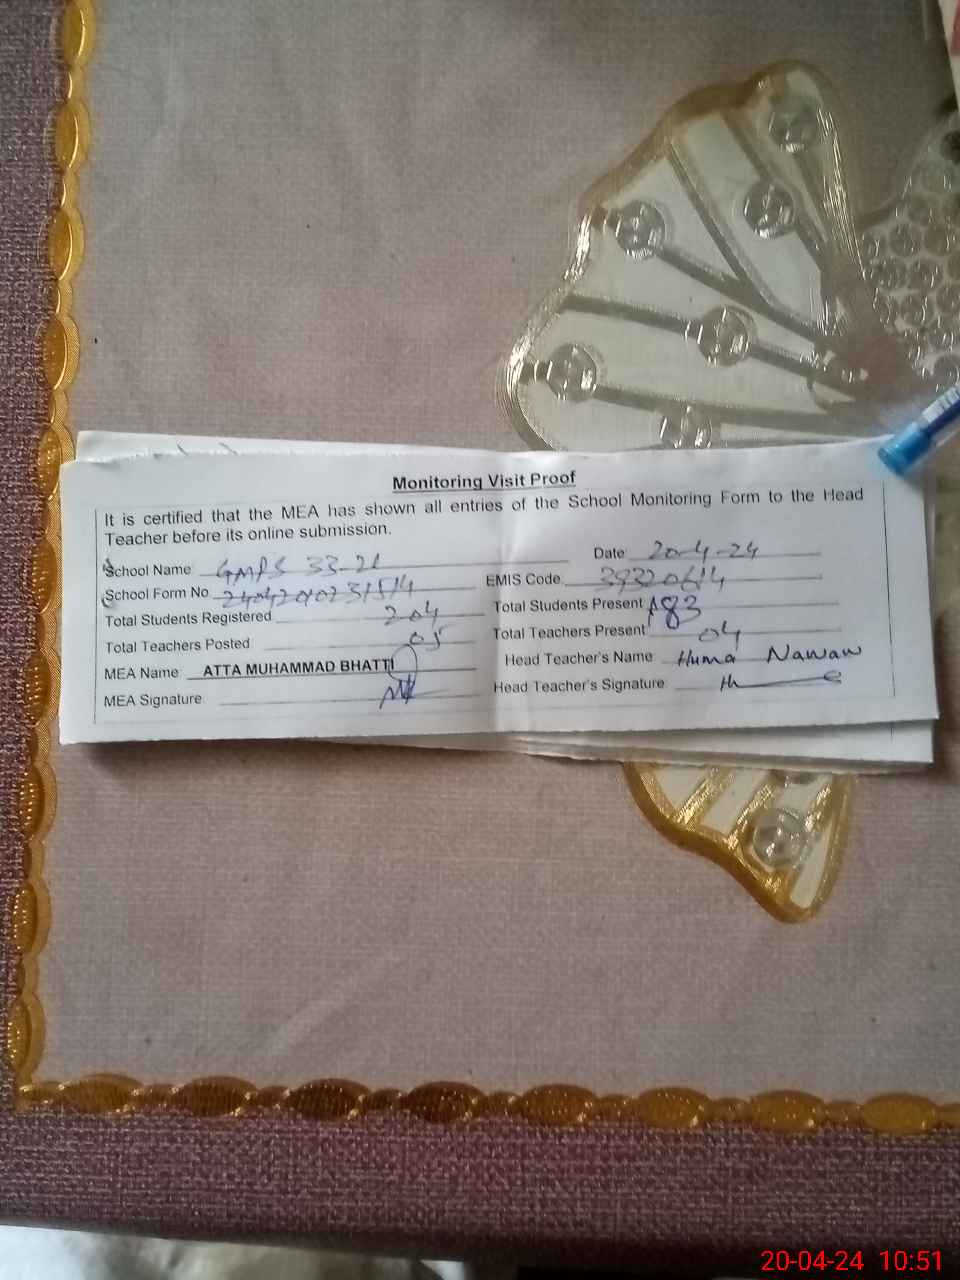 Monitoring Visit Proof
It is certified that the MEA has shown all entries of the School Monitoring Form to the Head
Teacher before its online submission.
Date: 20-4-24
School Name: GMPS 33-2L
School Form No. EMIS Code. 39320614
Total Students Registered 204 Total Students Present 183
Total Teachers Posted 05 Total Teachers Present 04
MEA Name: ATTA MUHAMMAD BHATTI Head Teacher's Name Huma Nawaw
MEA Signature Head Teacher's Signature
20-04-24 10:51